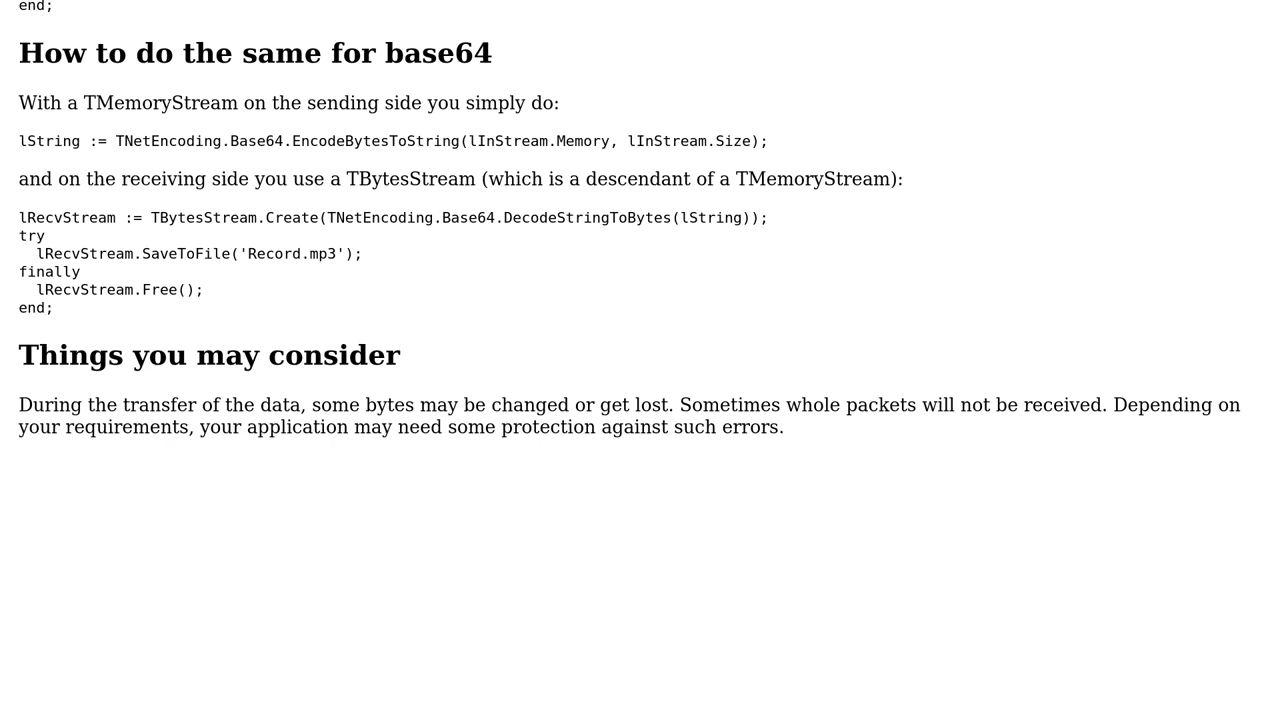 end;
How to do the same for base64
With a TMemoryStream on the sending side you simply do:
lString := TNetEncoding.Base64.EncodeBytesToString(lInStream.Memory, lInStream.Size);
and on the receiving side you use a TBytesStream (which is a descendant of a TMemoryStream):
lRecvStream := TBytesStream.Create(TNetEncoding.Base64.DecodeStringToBytes(lString));
try
  lRecvStream.SaveToFile('Record.mp3');
finally
  lRecvStream.Free();
end;
Things you may consider
During the transfer of the data, some bytes may be changed or get lost. Sometimes whole packets will not be received. Depending on
your requirements, your application may need some protection against such errors.